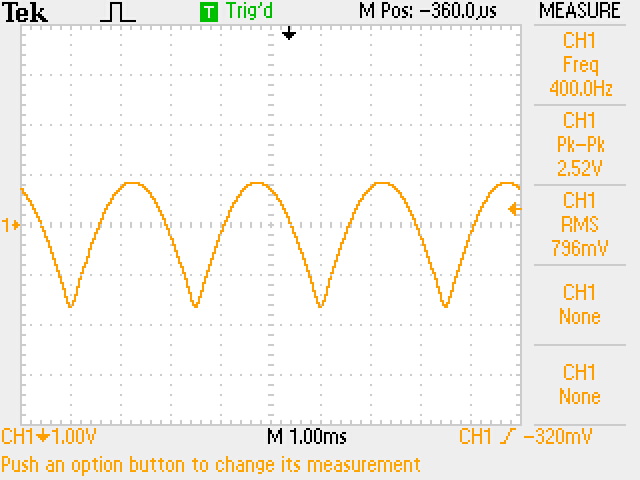 Tek T Trig'd M Pos: -360.0µs MEASURE
CH1
Freq
400.0Hz
CH1
Pk-Pk
2.52V
CH1
RMS
796mV
CH1
None
CH1
None
1
CH1 1.00V M 1.00ms CH1 -320mV
Push an option button to change its measurement